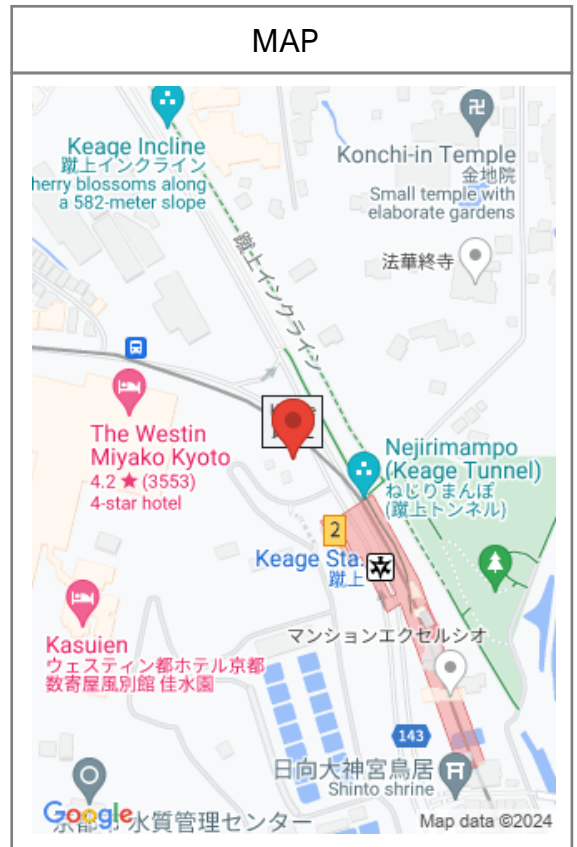 MAP
Keage Incline
蹴上インクライン
herry blossoms along
a 582-meter slope
Konchi-in Temple
金地院
Small temple with
elaborate gardens
法華終寺
蹴上インクライン
The Westin
Miyako Kyoto
4.2 ★ (3553)
4-star hotel
Nejirimampo
(Keage Tunnel)
ねじりまんぽ
(蹴上トンネル)
2
Keage Sta.
蹴上
Kasuien
ウェスティン都ホテル京都
数寄屋風別館 佳水園
マンションエクセルシオ
143
日向大神宮鳥居
Shinto shrine
水質管理センター
Google
Map data ©2024